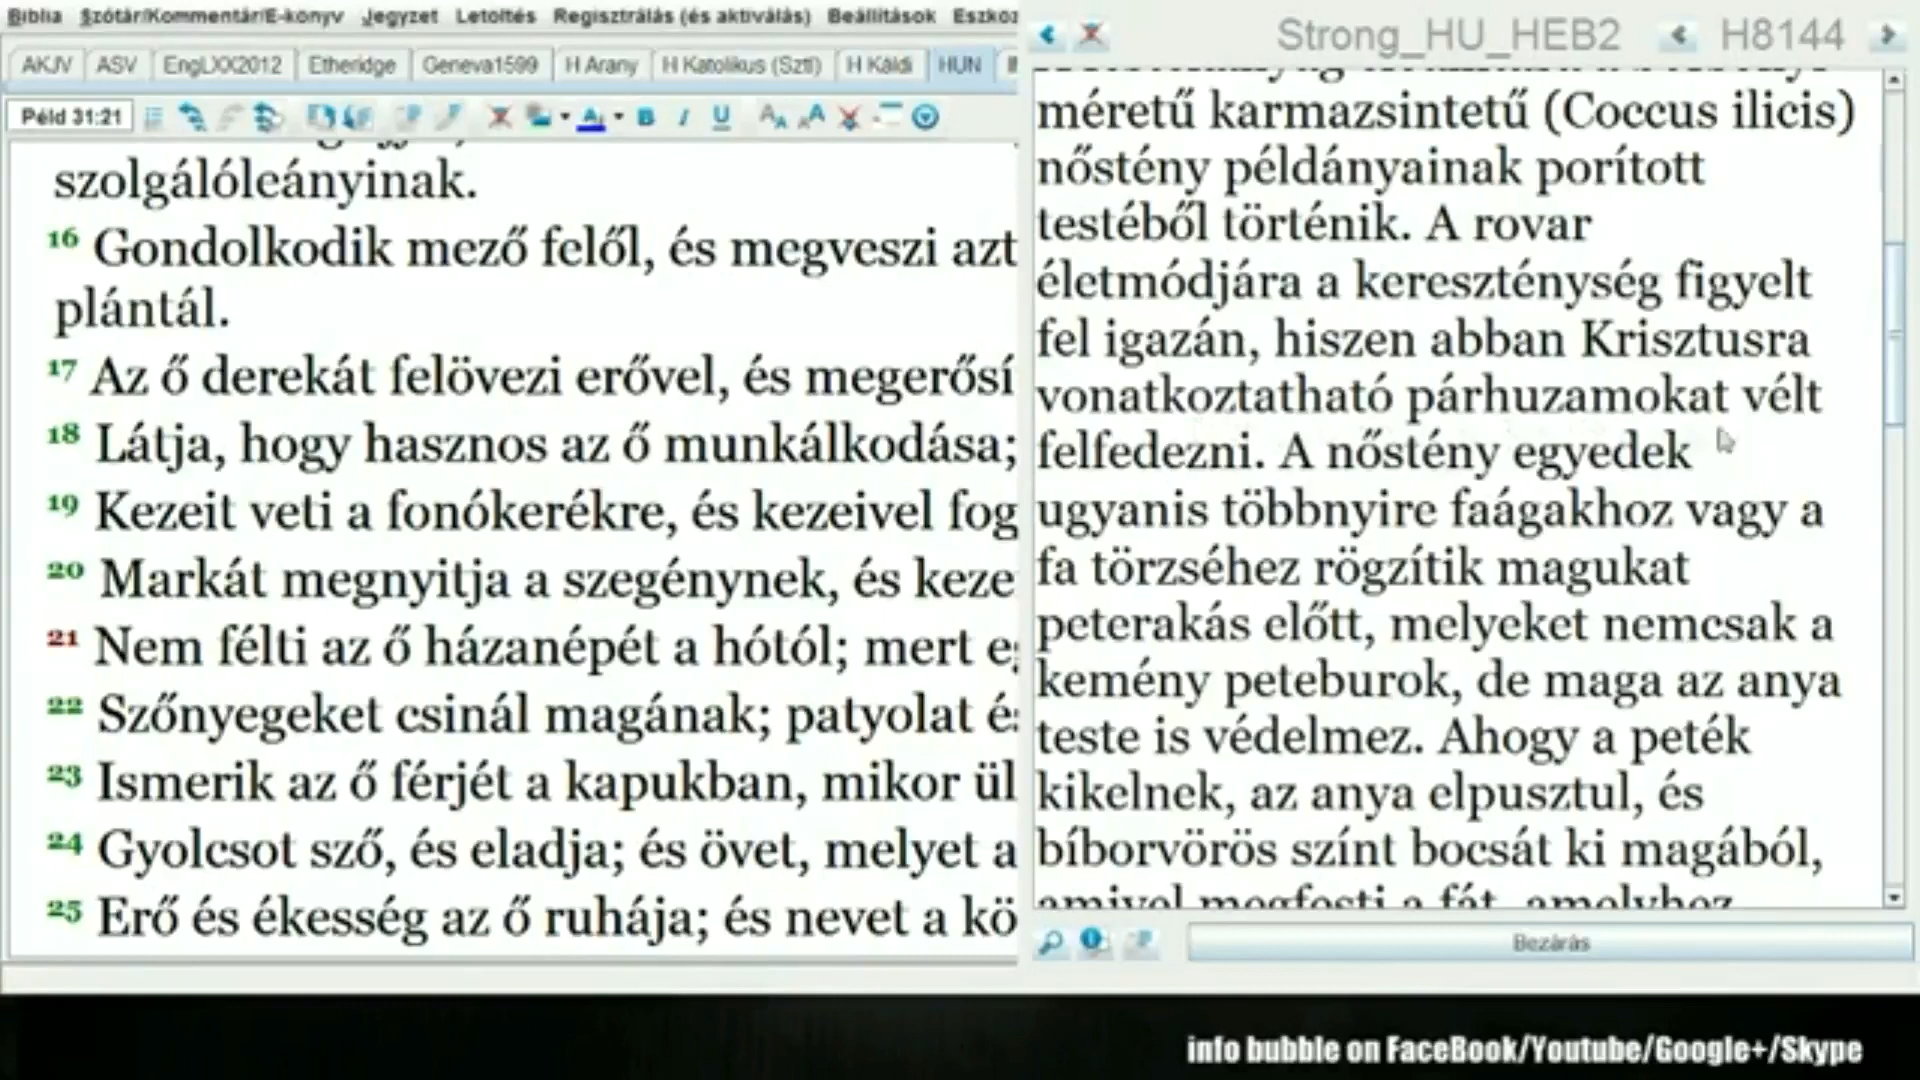 Biblia Szótár/Kommentár/E-könyv Jegyzet Letöltés Regisztrálás (és aktiválás) Beállítások
AKJV ASV EngLXX2012 Etheridge Geneva1599 H Arany H Katolikus (SztI) H Káldi HUN
Péld 31:21
szolgálóleányinak.
16 Gondolkodik mező felől, és megveszi azt
plántál.
17 Az ő derekát felövezi erővel, és megerősí
18 Látja, hogy hasznos az ő munkálkodása;
19 Kezeit veti a fonókerékre, és kezeivel fog
20 Markát megnyitja a szegénynek, és keze
21 Nem félti az ő házanépét a hótól; mert
22 Szőnyegeket csinál magának; patyolat
23 Ismerik az ő férjét a kapukban, mikor ül
24 Gyolcsot sző, és eladja; és övet, melyet a
25 Erő és ékesség az ő ruhája; és nevet a kö
Strong_HU_HEB2 H8144
méretű karmazsintetű (Coccus ilicis)
nőstény példányainak porított
testéből történik. A rovar
életmódjára a kereszténység figyelt
fel igazán, hiszen abban Krisztusra
vonatkoztatható párhuzamokat vélt
felfedezni. A nőstény egyedek
ugyanis többnyire faágakhoz vagy a
fa törzséhez rögzítik magukat
peterakás előtt, melyeket nemcsak a
kemény peteburok, de maga az anya
teste is védelmez. Ahogy a peték
kikelnek, az anya elpusztul, és
bíborvörös színt bocsát ki magából,
amivel megfesti a fát, amelyhez
Bezárás
info bubble on FaceBook/Youtube/Google+/Skype